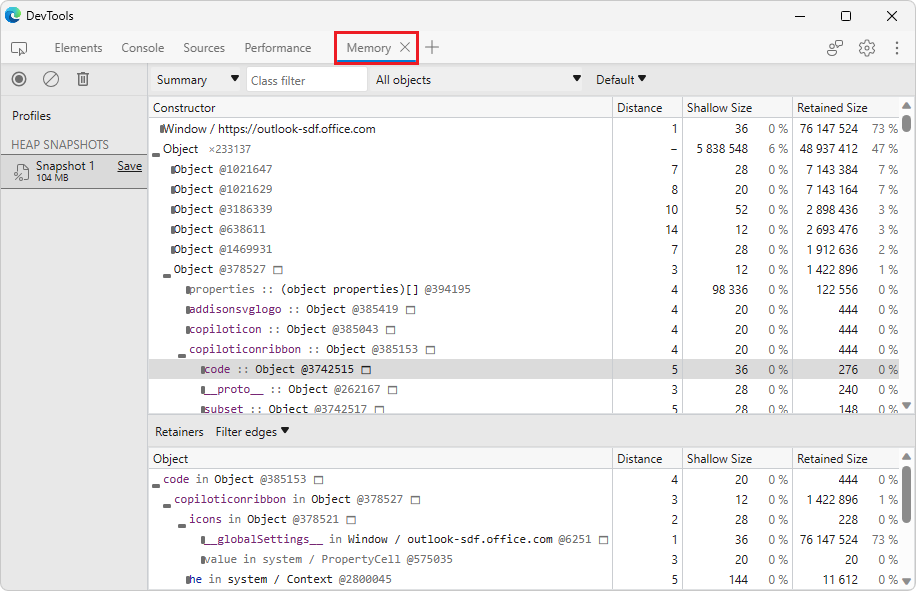 DevTools
Elements Console Sources Performance Memory
Summary Class filter All objects Default
Profiles
HEAP SNAPSHOTS
Snapshot 1 Save
104 MB
Constructor Distance Shallow Size Retained Size
Window / https://outlook-sdf.office.com 1 36 0 % 76 147 524 73 %
Object ×233137 – 5 838 548 6 % 48 937 412 47 %
Object @1021647 7 28 0 % 7 143 384 7 %
Object @1021629 8 20 0 % 7 143 164 7 %
Object @3186339 10 52 0 % 2 898 436 3 %
Object @638611 14 12 0 % 2 693 476 3 %
Object @1469931 7 28 0 % 1 912 636 2 %
Object @378527 3 12 0 % 1 422 896 1 %
properties :: (object properties)[] @394195 4 98 336 0 % 122 556 0 %
addisonsvglogo :: Object @385419 4 20 0 % 444 0 %
copiloticon :: Object @385043 4 20 0 % 444 0 %
copiloticonribbon :: Object @385153 4 20 0 % 444 0 %
code :: Object @3742515 5 36 0 % 276 0 %
__proto__ :: Object @262167 3 28 0 % 240 0 %
subset :: Object @3742517 5 28 0 % 148 0 %
Retainers Filter edges
Object Distance Shallow Size Retained Size
code in Object @385153 4 20 0 % 444 0 %
copiloticonribbon in Object @378527 3 12 0 % 1 422 896 1 %
icons in Object @378521 2 28 0 % 228 0 %
__globalSettings__ in Window / outlook-sdf.office.com @6251 1 36 0 % 76 147 524 73 %
value in system / PropertyCell @575035 3 20 0 % 20 0 %
he in system / Context @2800045 5 144 0 % 11 612 0 %